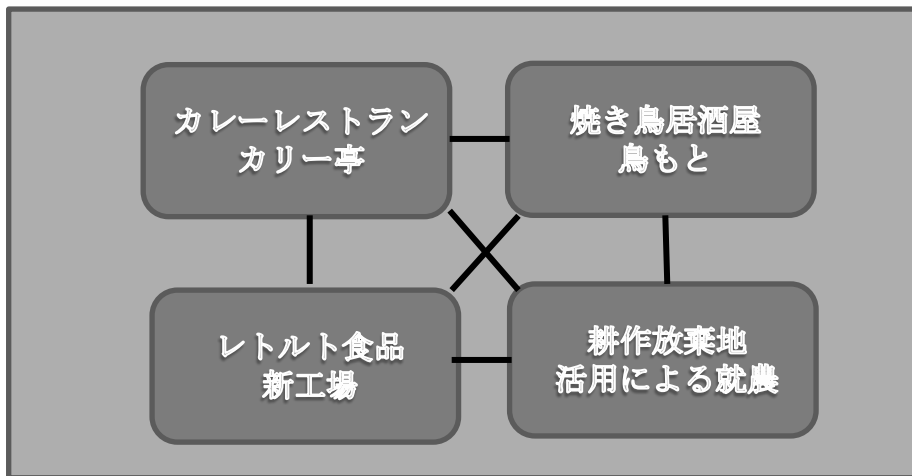 カレーレストラン
カリー亭
焼き鳥居酒屋
鳥もと
レトルト食品
新工場
耕作放棄地
活用による就農